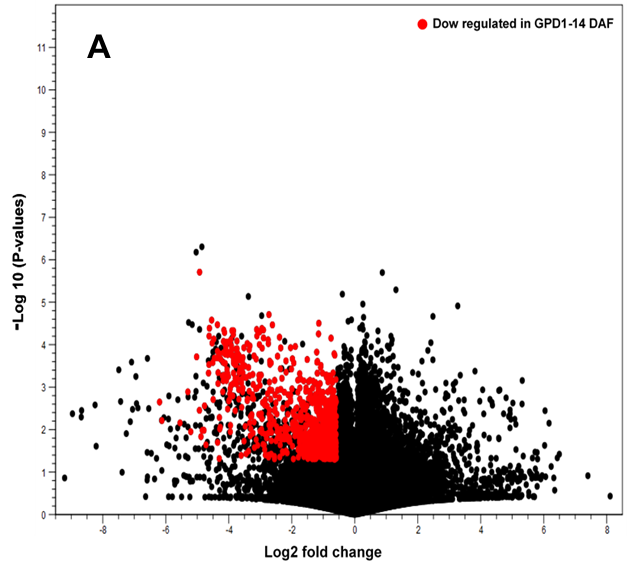 Dow regulated in GPD1-14 DAF
A
11
10
9
8
7
6
5
4
3
2
1
0
-Log 10 (P-values)
-8 -6 -4 -2 0 2 4 6 8
Log2 fold change